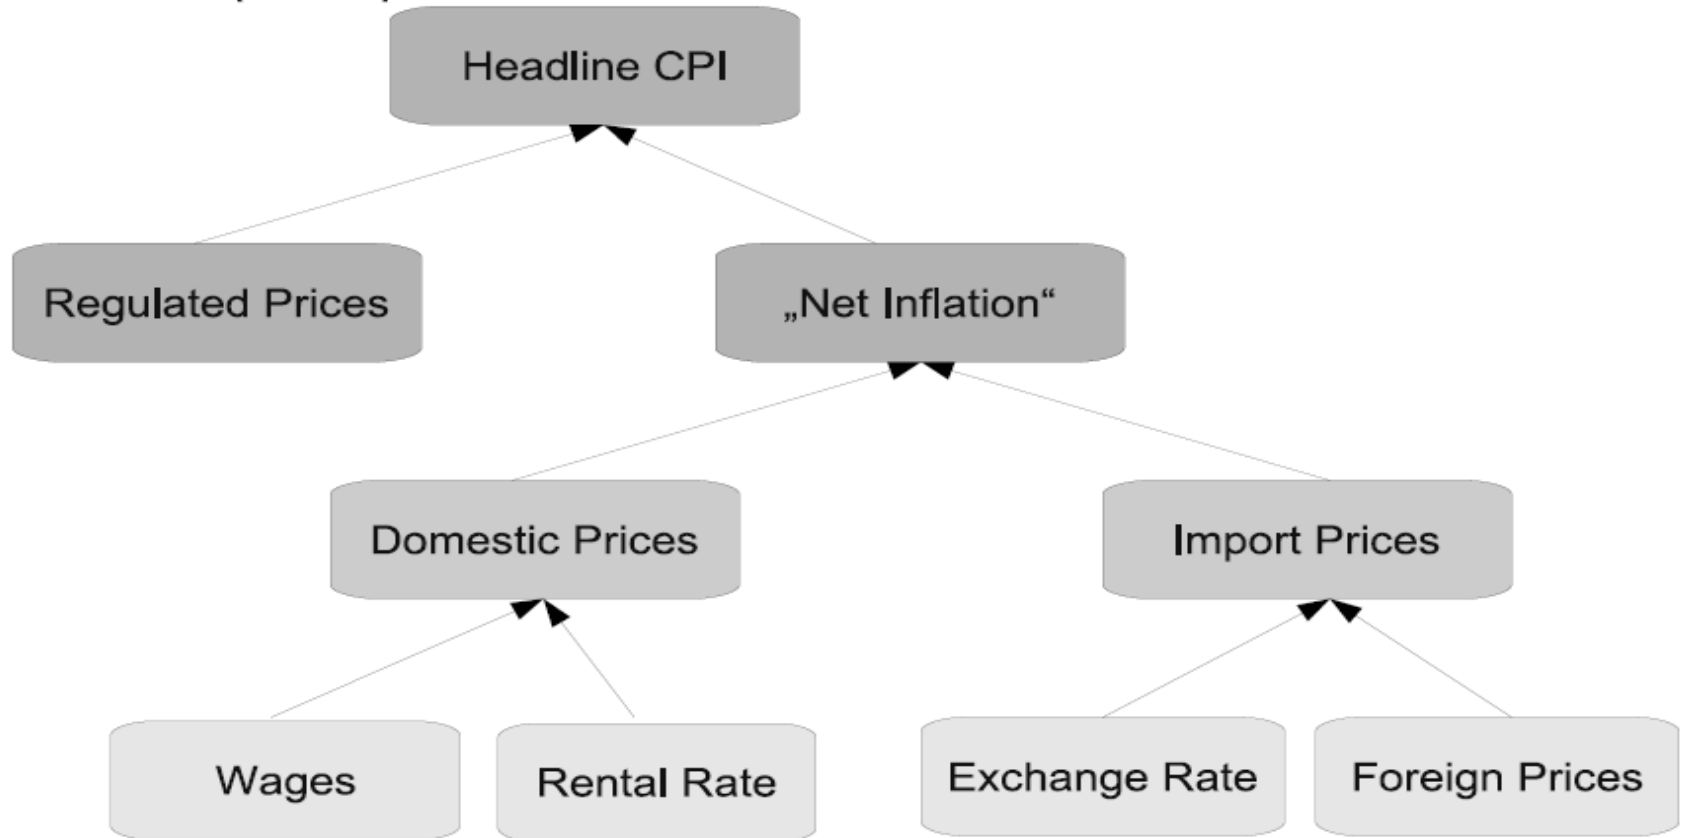 Headline CPI
Regulated Prices
„Net Inflation“
Domestic Prices
Import Prices
Wages
Rental Rate
Exchange Rate
Foreign Prices